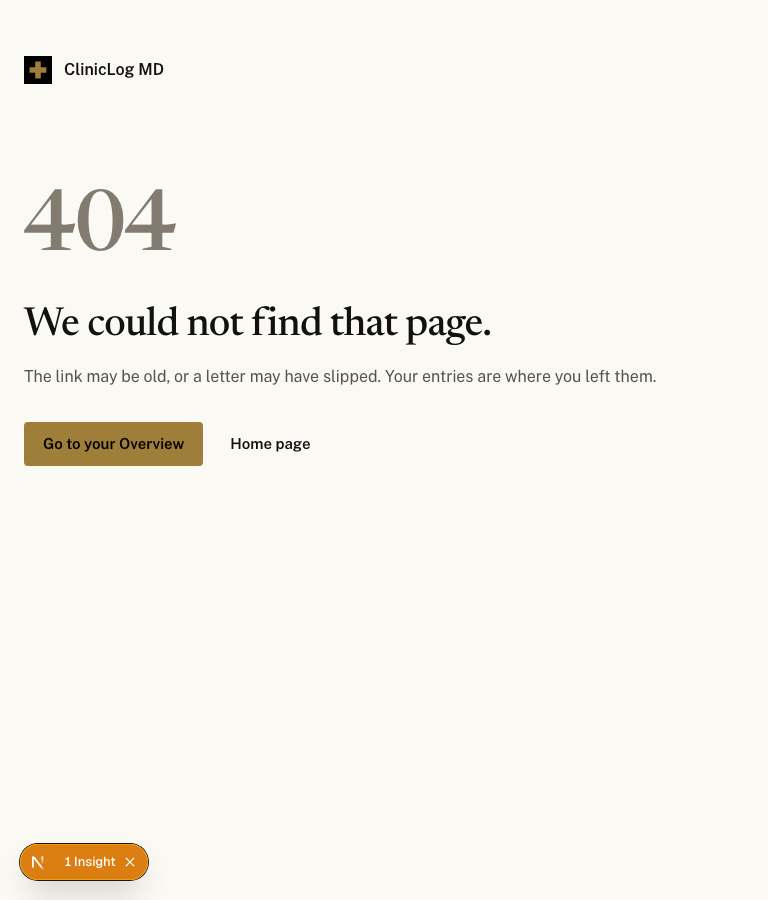 ClinicLog MD
404
We could not find that page.
The link may be old, or a letter may have slipped. Your entries are where you left them.
Go to your Overview
Home page
1 Insight